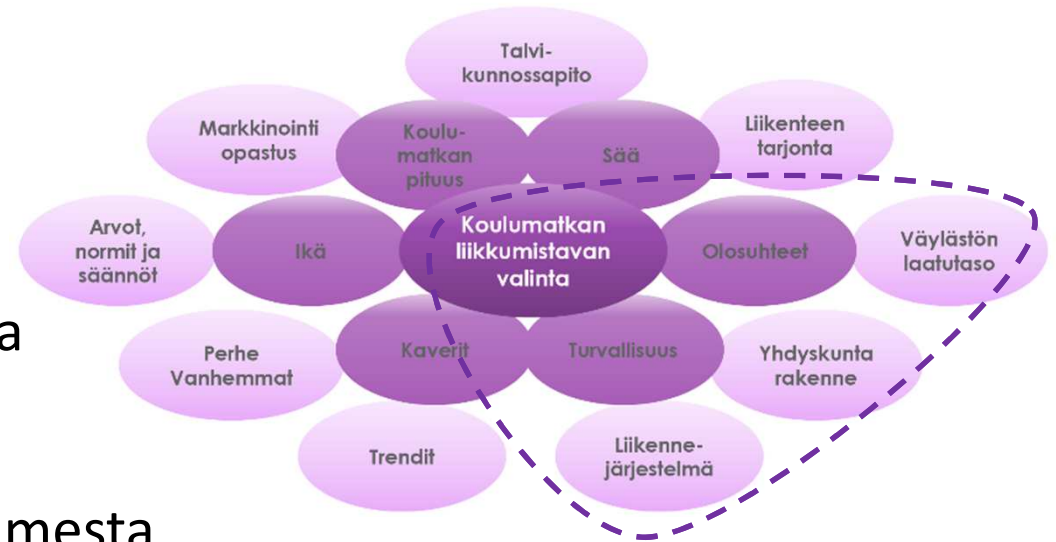 Talvi-
kunnossapito
Markkinointi
opastus
Koulu-
matkan
pituus
Sää
Liikenteen
tarjonta
Arvot,
normit ja
säännöt
Ikä
Koulumatkan
liikkumistavan
valinta
Olosuhteet
Väylästön
laatutaso
a
Perhe
Vanhemmat
Kaverit
Turvallisuus
Yhdyskunta
rakenne
Trendit
Liikenne-
järjestelmä
mesta